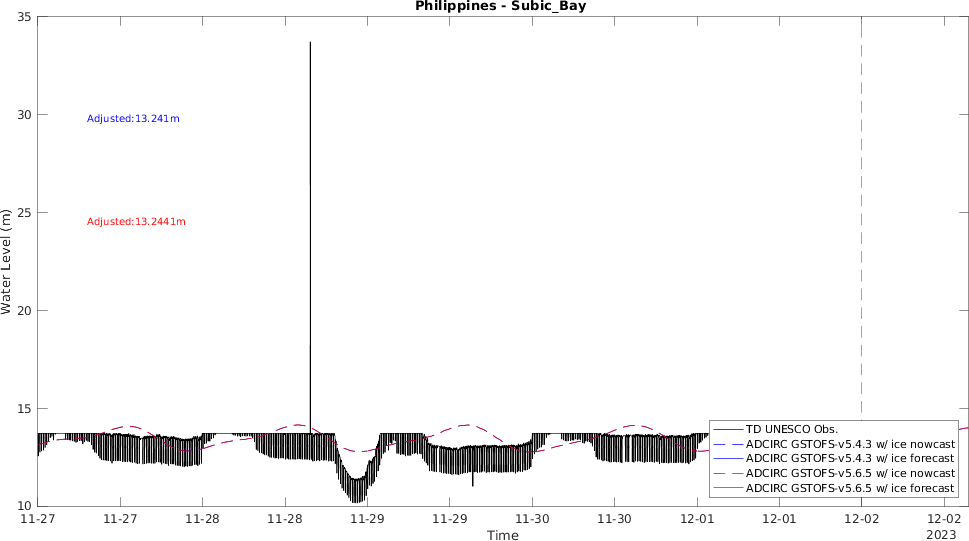 Philippines - Subic_Bay
35
30
25
20
15
10
Water Level (m)
Adjusted:13.241m
Adjusted:13.2441m
TD UNESCO Obs.
ADCIRC GSTOFS-v5.4.3 w/ ice nowcast
ADCIRC GSTOFS-v5.4.3 w/ ice forecast
ADCIRC GSTOFS-v5.6.5 w/ ice nowcast
ADCIRC GSTOFS-v5.6.5 w/ ice forecast
11-27 11-27 11-28 11-28 11-29 11-29 11-30 11-30 12-01 12-01 12-02 12-02
Time
2023